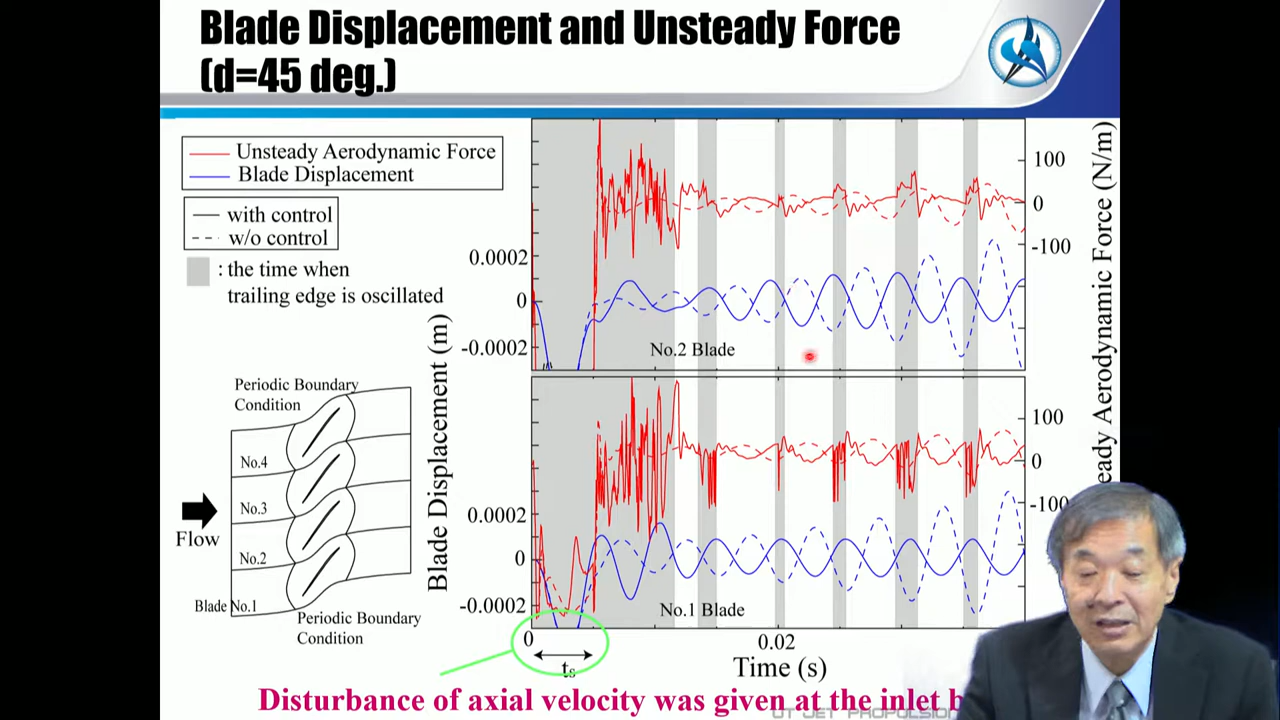 Blade Displacement and Unsteady Force
(d=45 deg.)
Unsteady Aerodynamic Force
Blade Displacement
with control
w/o control
: the time when
trailing edge is oscillated
Periodic Boundary
Condition
No.4
No.3
No.2
Blade No.1
Flow
Periodic Boundary
Condition
Blade Displacement (m)
0.0002
0
-0.0002
No.2 Blade
100
0
-100
0.0002
0
-0.0002
No.1 Blade
100
0
-100
Aerodynamic Force (N/m)
0
0.02
ts
Time (s)
Disturbance of axial velocity was given at the inlet
UT JET PROPULSION